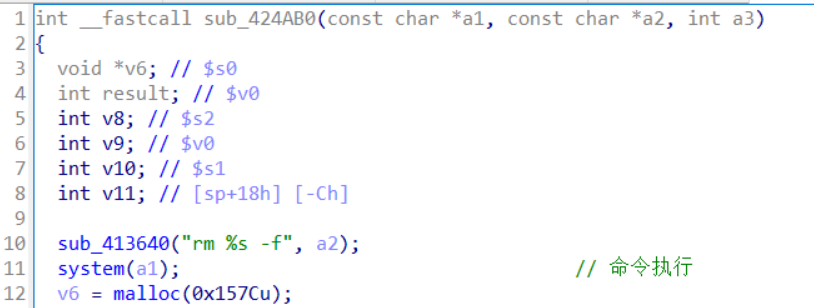 1 int __fastcall sub_424AB0(const char *a1, const char *a2, int a3)
2 {
3 void *v6; // $s0
4 int result; // $v0
5 int v8; // $s2
6 int v9; // $v0
7 int v10; // $s1
8 int v11; // [sp+18h] [-Ch]
9
10 sub_413640("rm %s -f", a2);
11 system(a1); // 命令执行
12 v6 = malloc(0x157Cu);